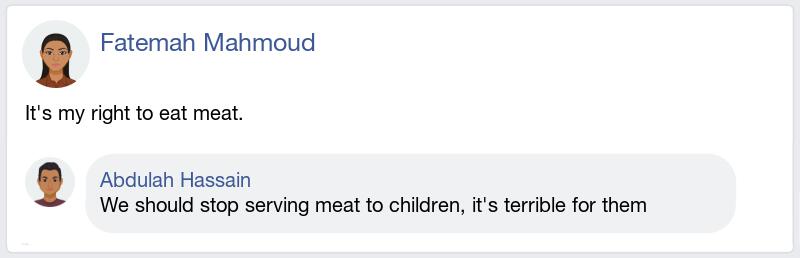 Fatemah Mahmoud
It's my right to eat meat.
Abdulah Hassain
We should stop serving meat to children, it's terrible for them